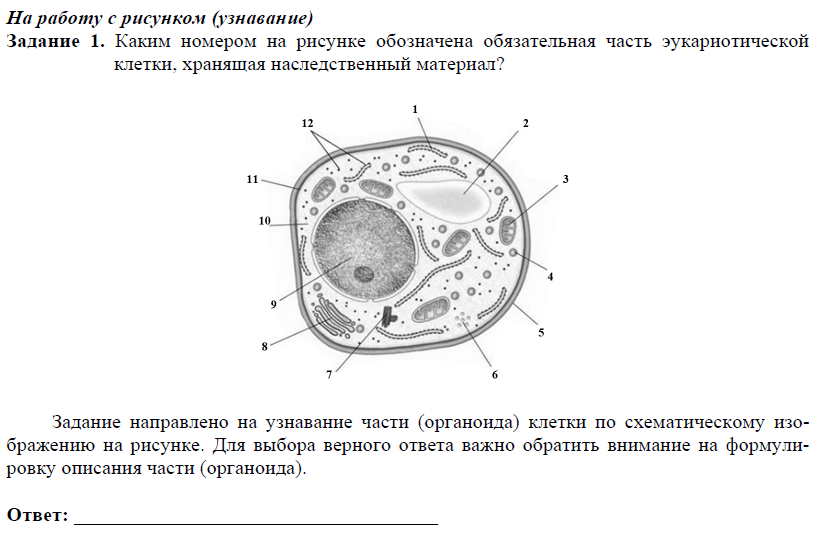 На работу с рисунком (узнавание)
Задание 1. Каким номером на рисунке обозначена обязательная часть эукариотической
клетки, хранящая наследственный материал?
1
12
2
11
3
10
4
9
5
8
7
6
Задание направлено на узнавание части (органоида) клетки по схематическому изо-
бражению на рисунке. Для выбора верного ответа важно обратить внимание на формули-
ровку описания части (органоида).
Ответ: ______________________________________